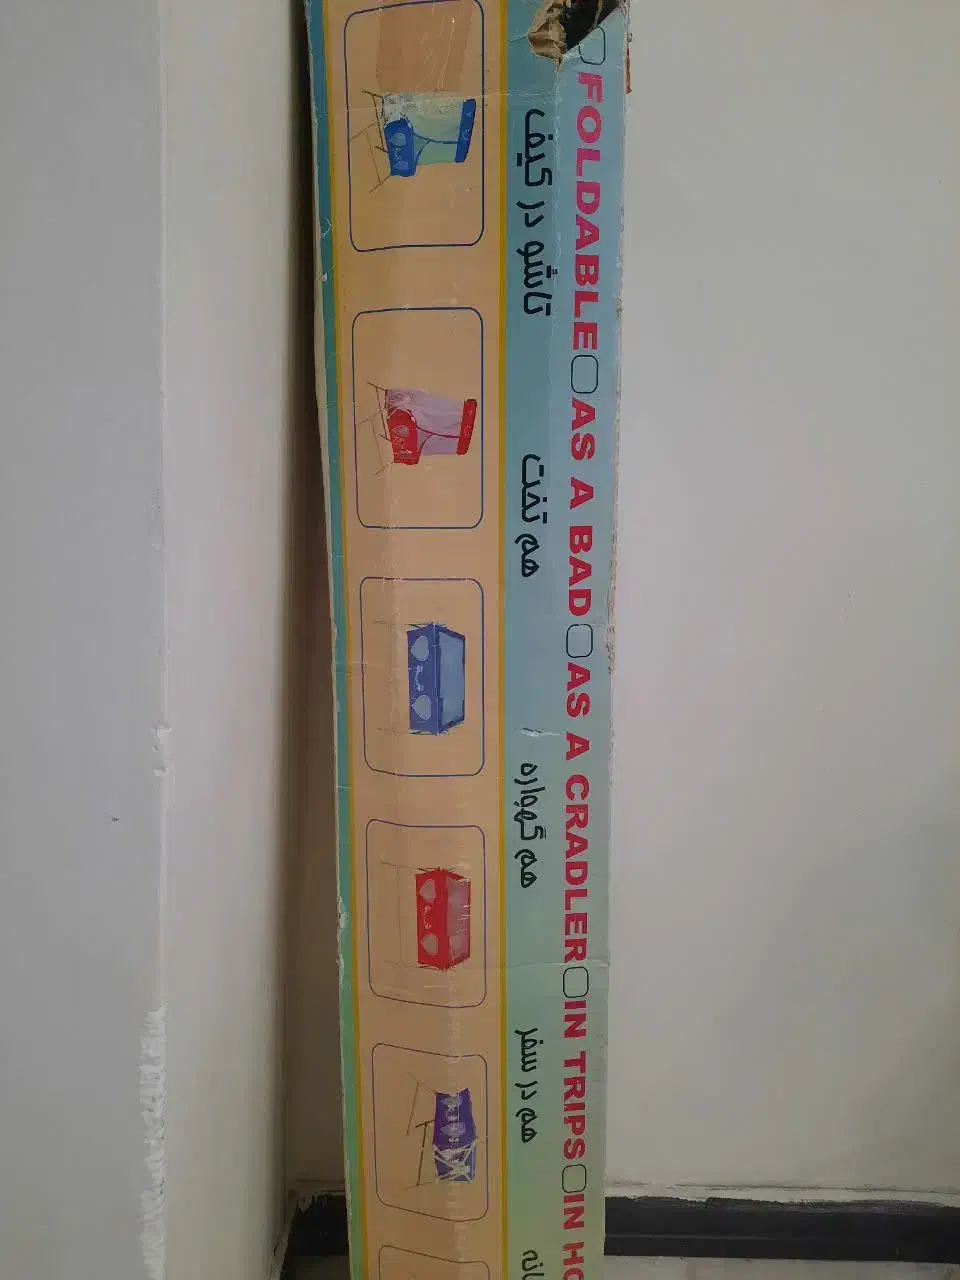 FOLDABLE AS A BAD AS A CRADLER IN TRIPS IN HO
تاشو در کیف
هم تخت
هم گهواره
هم در سفر
انه